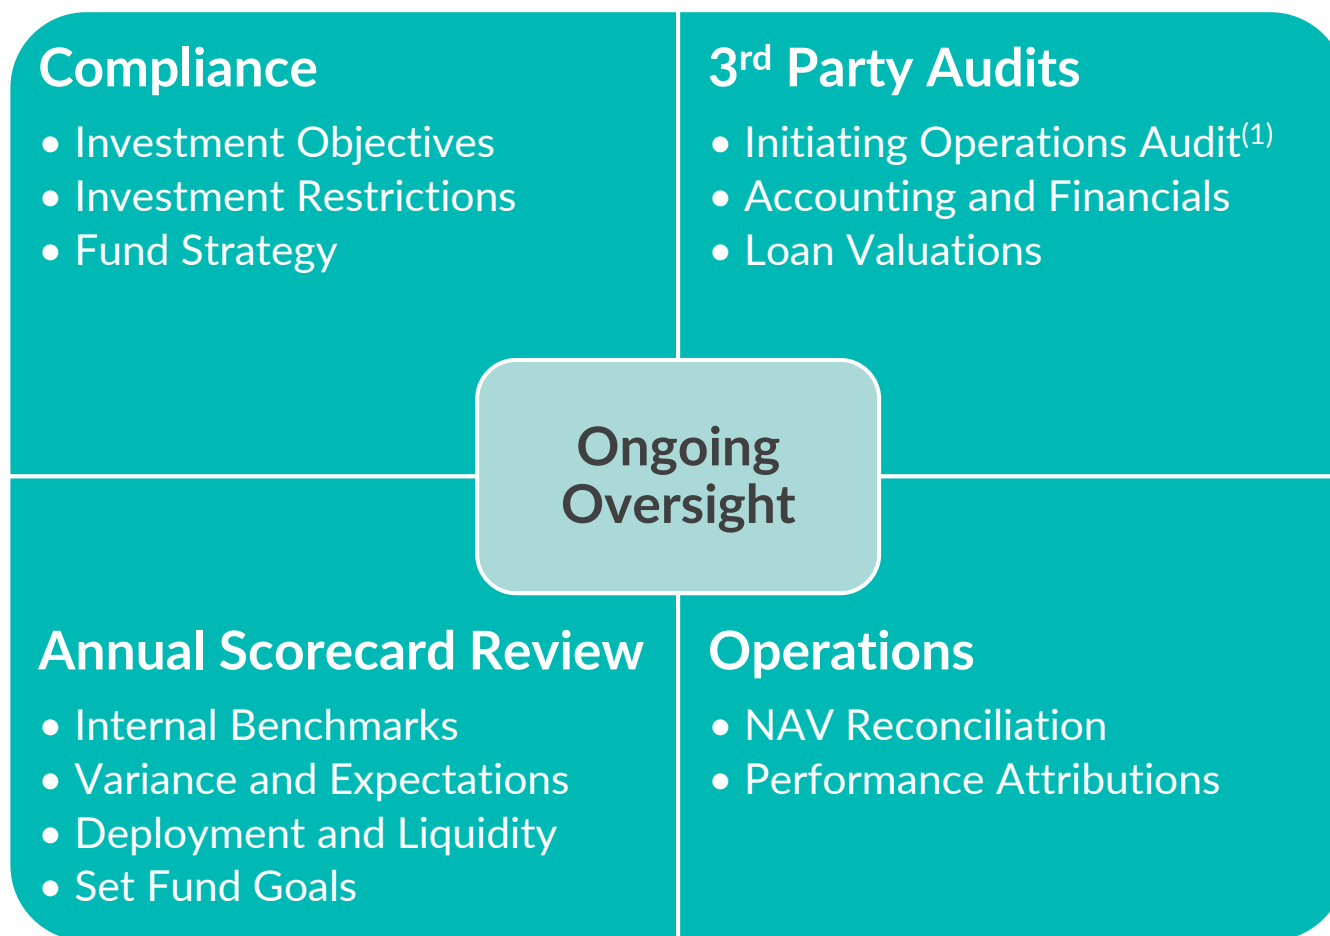 Compliance
• Investment Objectives
• Investment Restrictions
• Fund Strategy
3rd Party Audits
• Initiating Operations Audit(1)
• Accounting and Financials
• Loan Valuations
Ongoing
Oversight
Annual Scorecard Review
• Internal Benchmarks
• Variance and Expectations
• Deployment and Liquidity
• Set Fund Goals
Operations
• NAV Reconciliation
• Performance Attributions